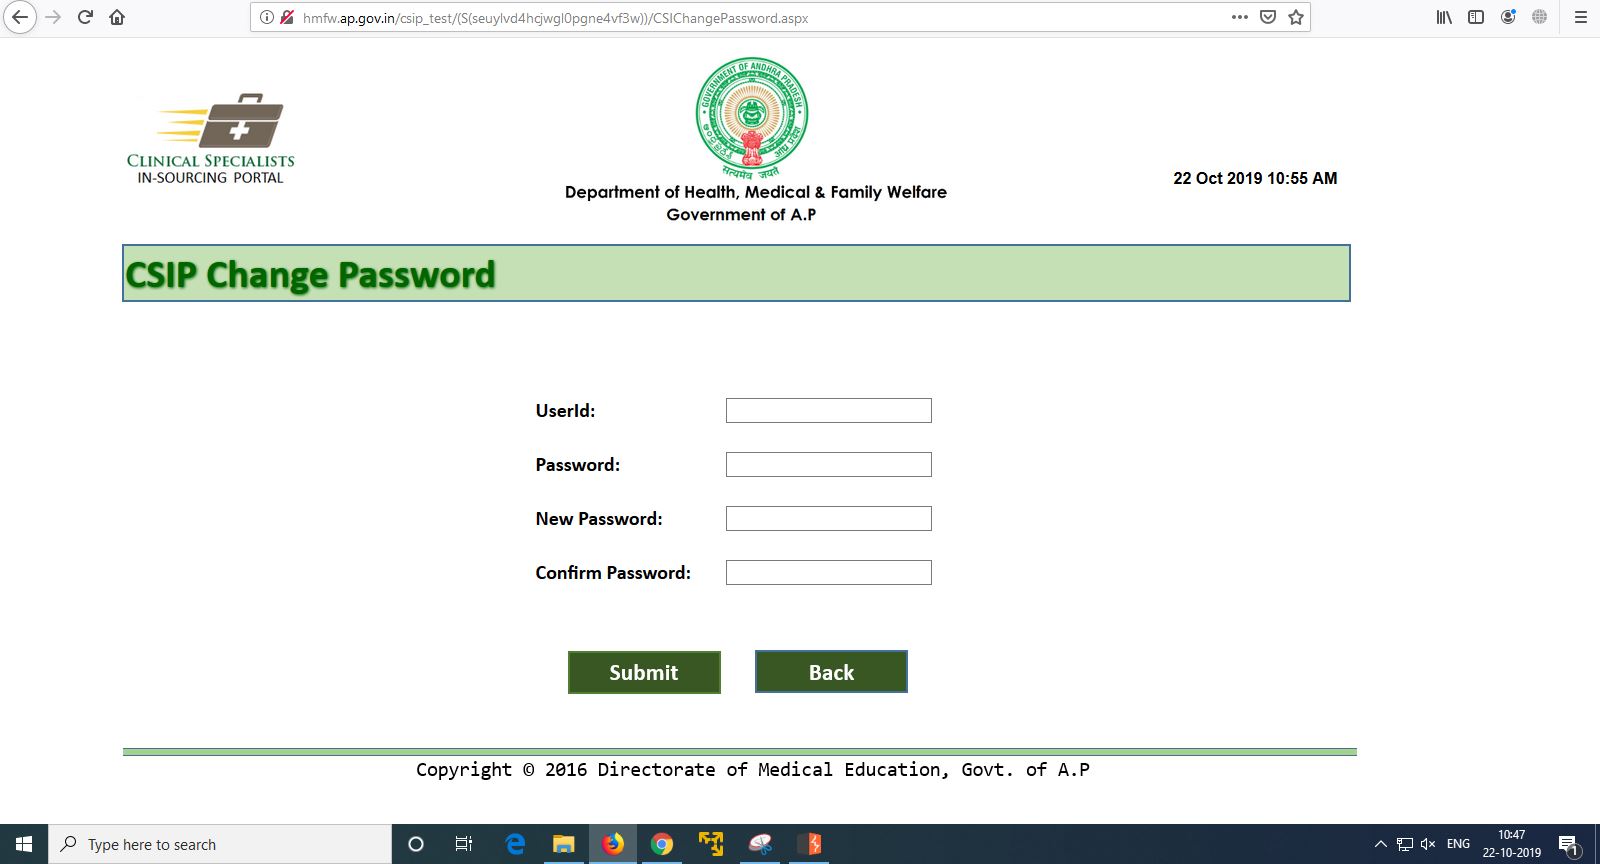 hmfw.ap.gov.in/csip_test/(S(seuylvd4hcjwgl0pgne4vf3w))/CSIChangePassword.aspx
GOVERNMENT OF ANDHRA PRADESH
ఆంధ్ర ప్రదేశ్
सत्यमेव जयते
CLINICAL SPECIALISTS
IN-SOURCING PORTAL
Department of Health, Medical & Family Welfare
Government of A.P
22 Oct 2019 10:55 AM
CSIP Change Password
UserId:
Password:
New Password:
Confirm Password:
Submit Back
Copyright © 2016 Directorate of Medical Education, Govt. of A.P
Type here to search
ENG
10:47
22-10-2019
1